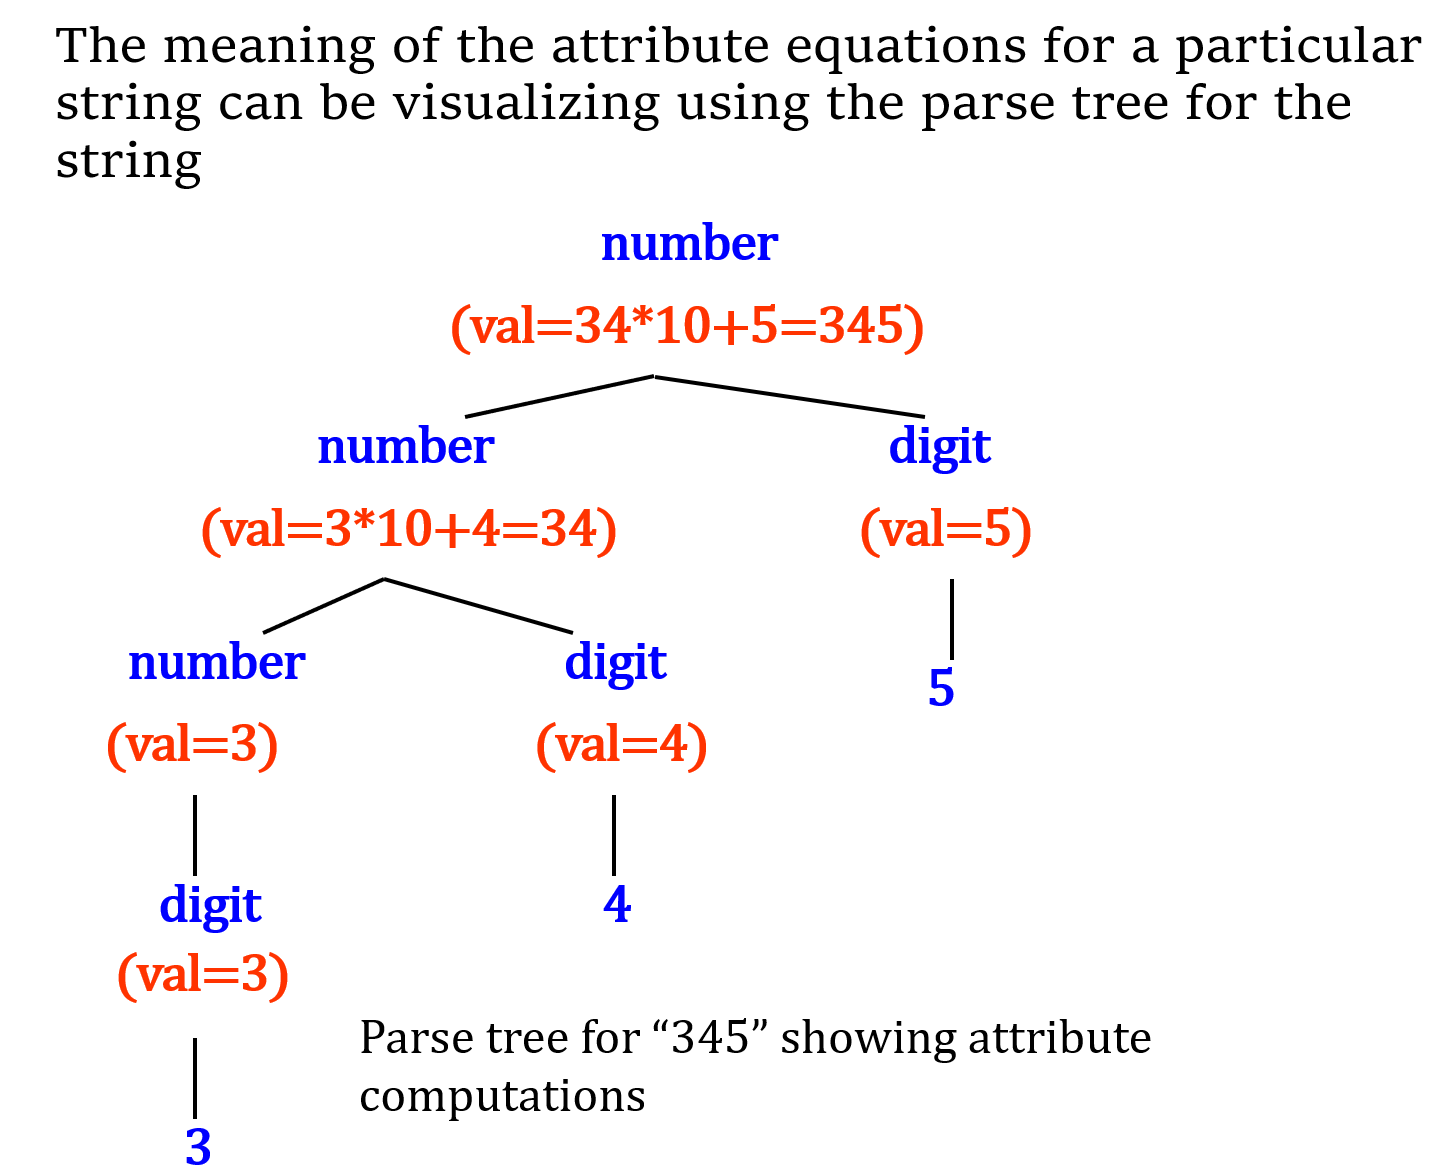 The meaning of the attribute equations for a particular
string can be visualizing using the parse tree for the
string
number
(val=34*10+5=345)
number digit
(val=3*10+4=34) (val=5)
number digit
5
(val=3) (val=4)
digit 4
(val=3)
Parse tree for “345” showing attribute
computations
3